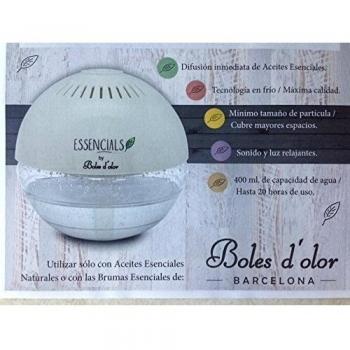 Difusión inmediata de Aceites Esenciales.
Tecnología en frío / Máxima calidad.
Mínimo tamaño de partícula /
Cubre mayores espacios.
Sonido y luz relajantes.
400 ml. de capacidad de agua /
Hasta 20 horas de uso.
ESSENCIALS
by
Boles d'olor
Utilizar sólo con Aceites Esenciales
Naturales o con las Brumas Esenciales de:
Boles d'olor
BARCELONA